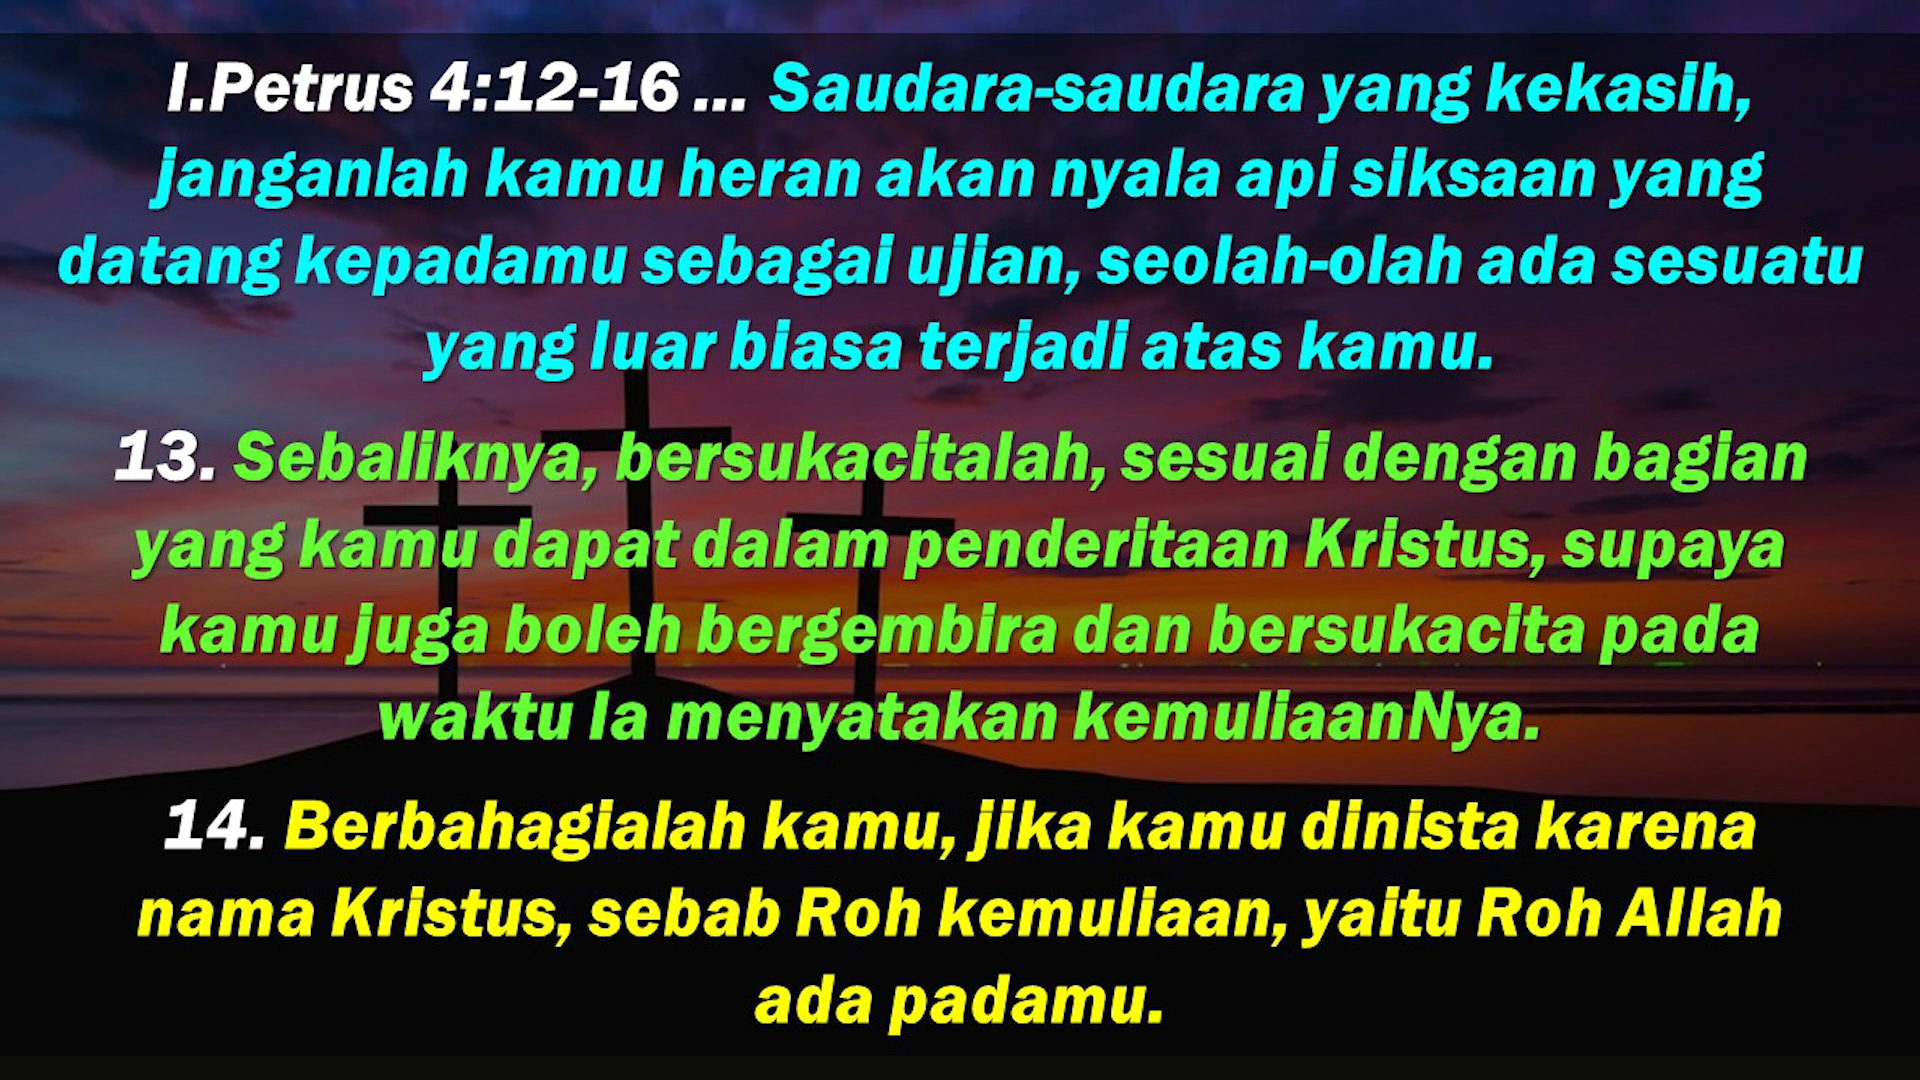 I.Petrus 4:12-16 ... Saudara-saudara yang kekasih,
janganlah kamu heran akan nyala api siksaan yang
datang kepadamu sebagai ujian, seolah-olah ada sesuatu
yang luar biasa terjadi atas kamu.
13. Sebaliknya, bersukacitalah, sesuai dengan bagian
yang kamu dapat dalam penderitaan Kristus, supaya
kamu juga boleh bergembira dan bersukacita pada
waktu Ia menyatakan kemuliaanNya.
14. Berbahagialah kamu, jika kamu dinista karena
nama Kristus, sebab Roh kemuliaan, yaitu Roh Allah
ada padamu.